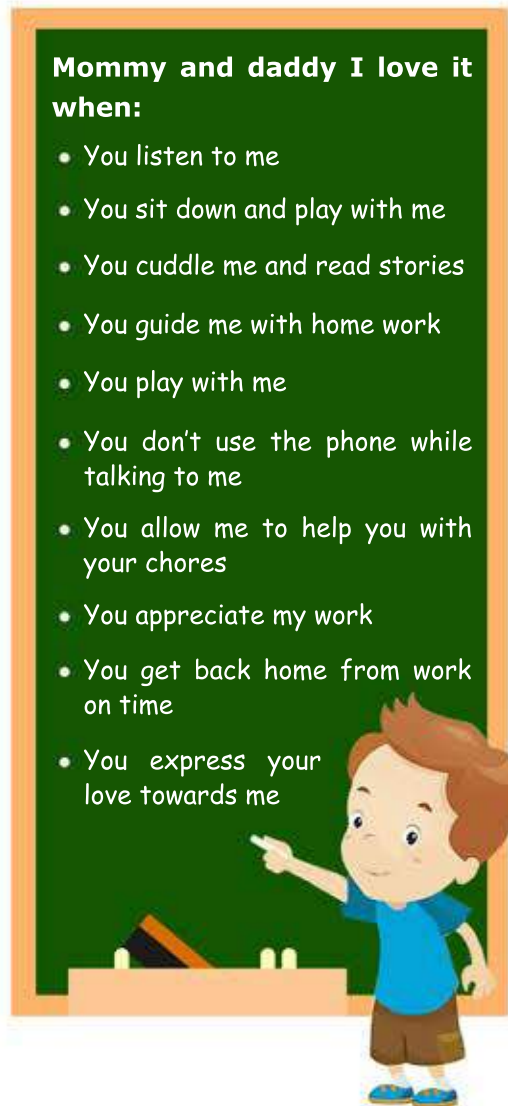 Mommy and daddy I love it
when:
• You listen to me
• You sit down and play with me
• You cuddle me and read stories
• You guide me with home work
• You play with me
• You don't use the phone while
talking to me
• You allow me to help you with
your chores
• You appreciate my work
• You get back home from work
on time
• You express your
love towards me